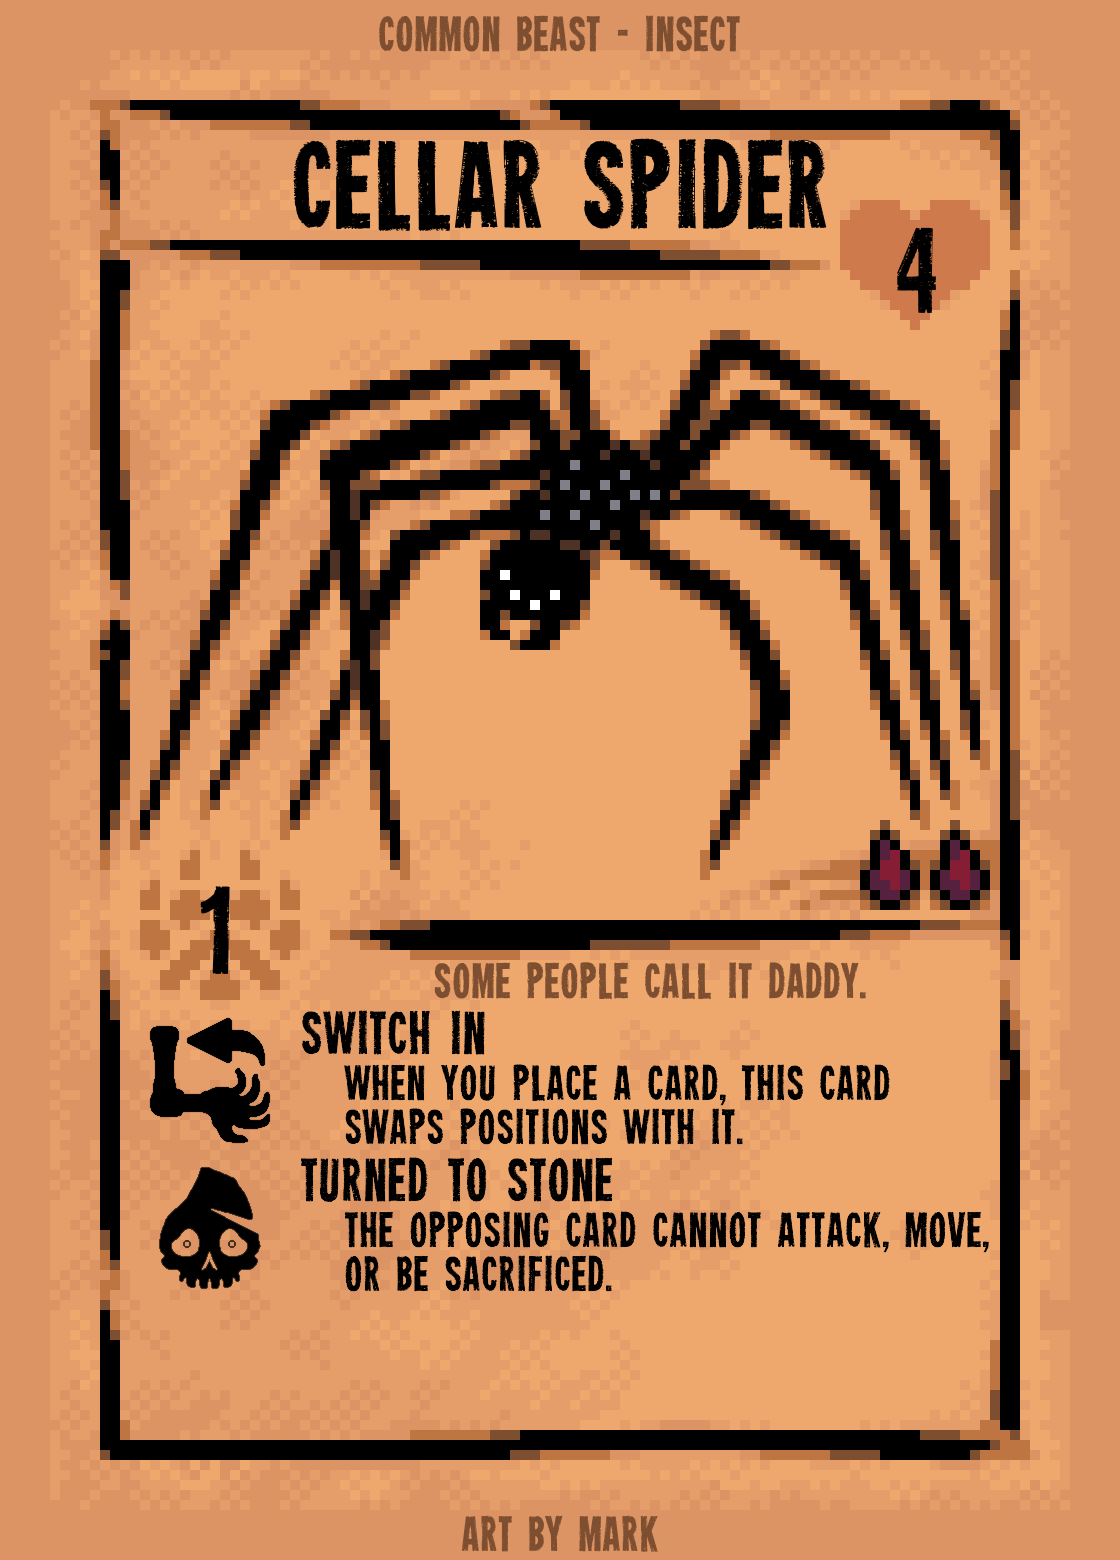 COMMON BEAST - INSECT
CELLAR SPIDER
4
1
SOME PEOPLE CALL IT DADDY.
SWITCH IN
WHEN YOU PLACE A CARD, THIS CARD
SWAPS POSITIONS WITH IT.
TURNED TO STONE
THE OPPOSING CARD CANNOT ATTACK, MOVE,
OR BE SACRIFICED.
ART BY MARK